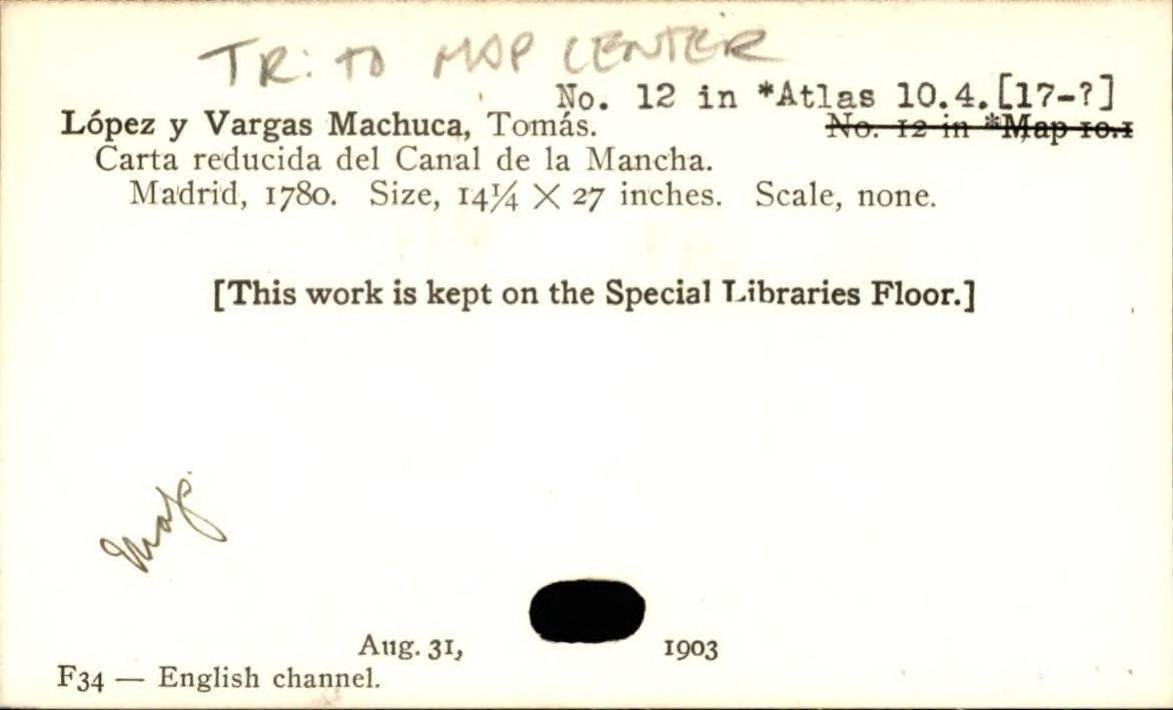 TR: TO MAP CENTER
No. 12 in *Atlas 10.4.[17-?]
López y Vargas Machuca, Tomás. No. 12 in *Map 10.1
Carta reducida del Canal de la Mancha.
Madrid, 1780. Size, 14¼ X 27 inches. Scale, none.
[This work is kept on the Special Libraries Floor.]
Map.
Aug. 31, 1903
F34 — English channel.